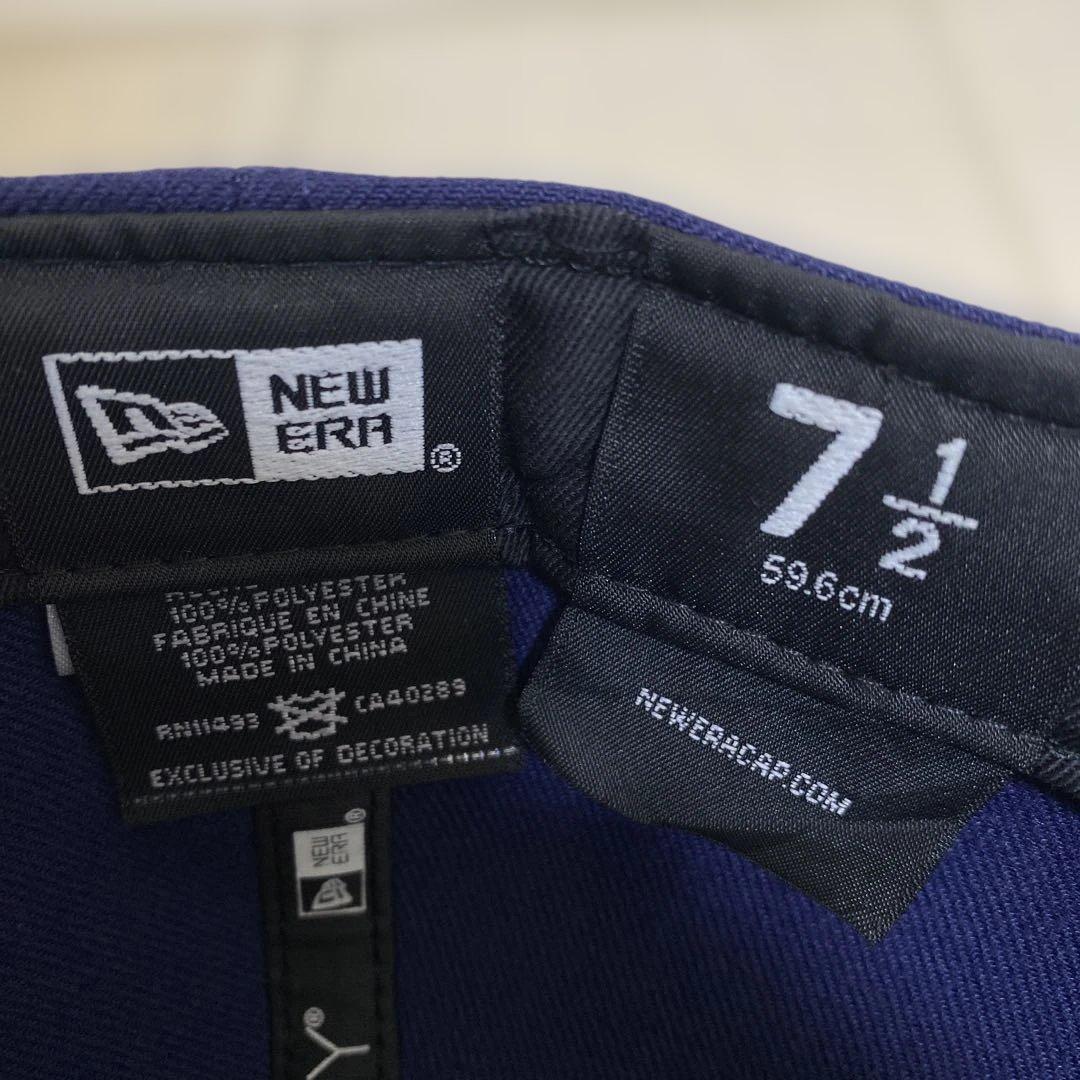 NEW
ERA®
7 1/2
59.6cm
100% POLYESTER
FABRIQUE EN CHINE
100% POLYESTER
MADE IN CHINA
RN11493 CA40289
EXCLUSIVE OF DECORATION
NEWERACAP.COM
NEW
ERA®
Y®